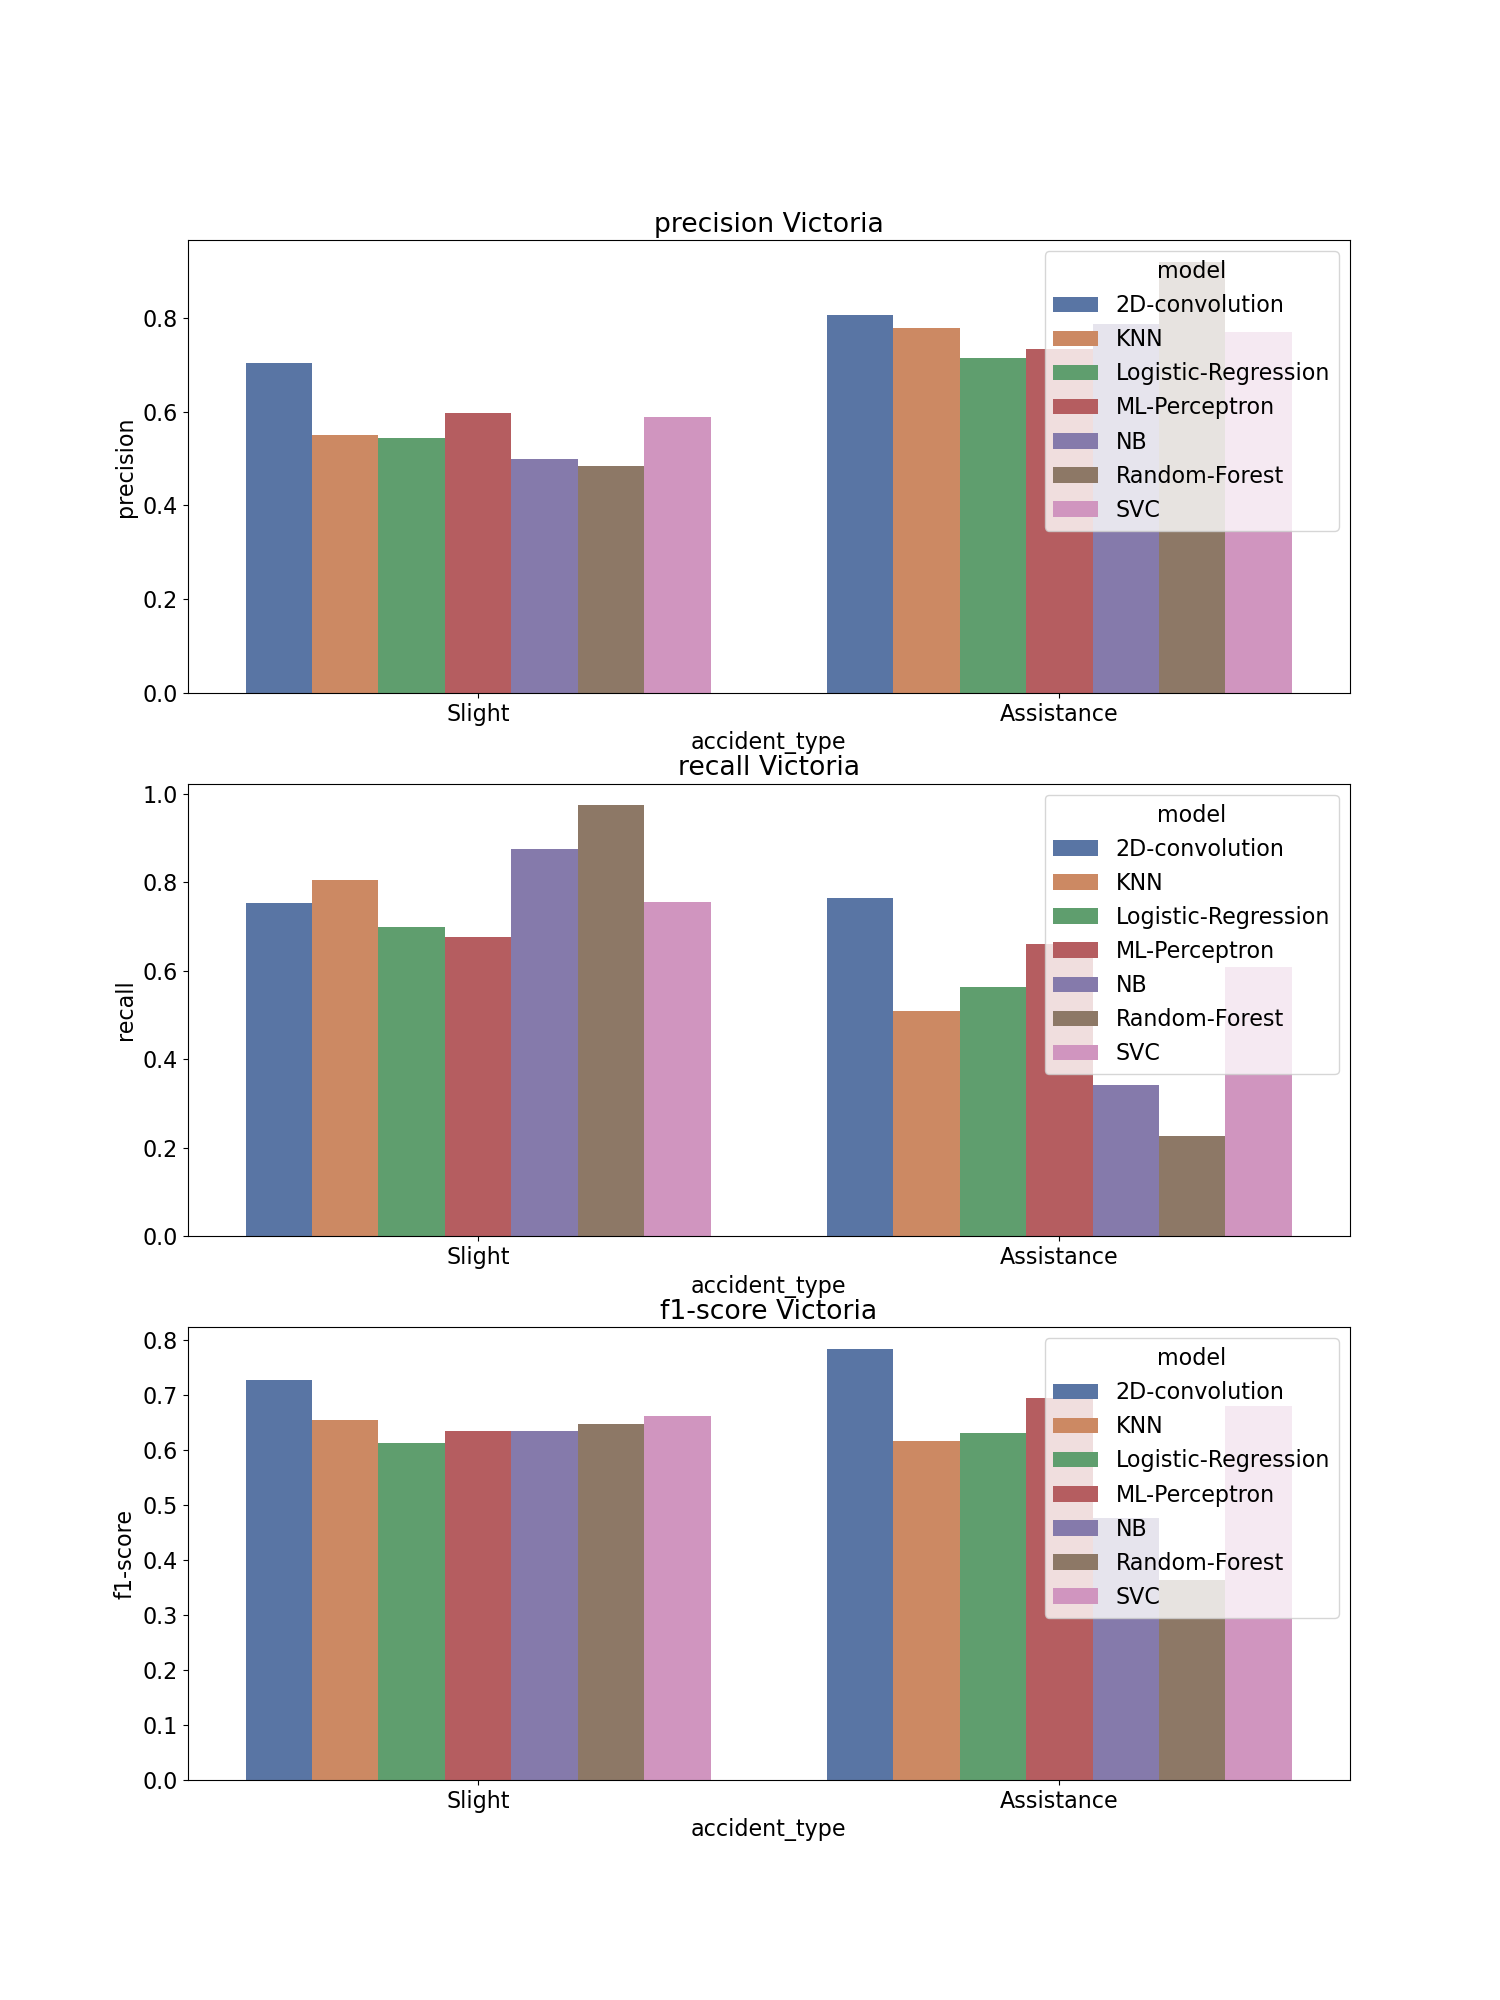 precision Victoria
precision
0.8
0.6
0.4
0.2
0.0
model
2D-convolution
KNN
Logistic-Regression
ML-Perceptron
NB
Random-Forest
SVC
Slight Assistance
accident_type
recall Victoria
recall
1.0
0.8
0.6
0.4
0.2
0.0
model
2D-convolution
KNN
Logistic-Regression
ML-Perceptron
NB
Random-Forest
SVC
Slight Assistance
accident_type
f1-score Victoria
f1-score
0.8
0.7
0.6
0.5
0.4
0.3
0.2
0.1
0.0
model
2D-convolution
KNN
Logistic-Regression
ML-Perceptron
NB
Random-Forest
SVC
Slight Assistance
accident_type